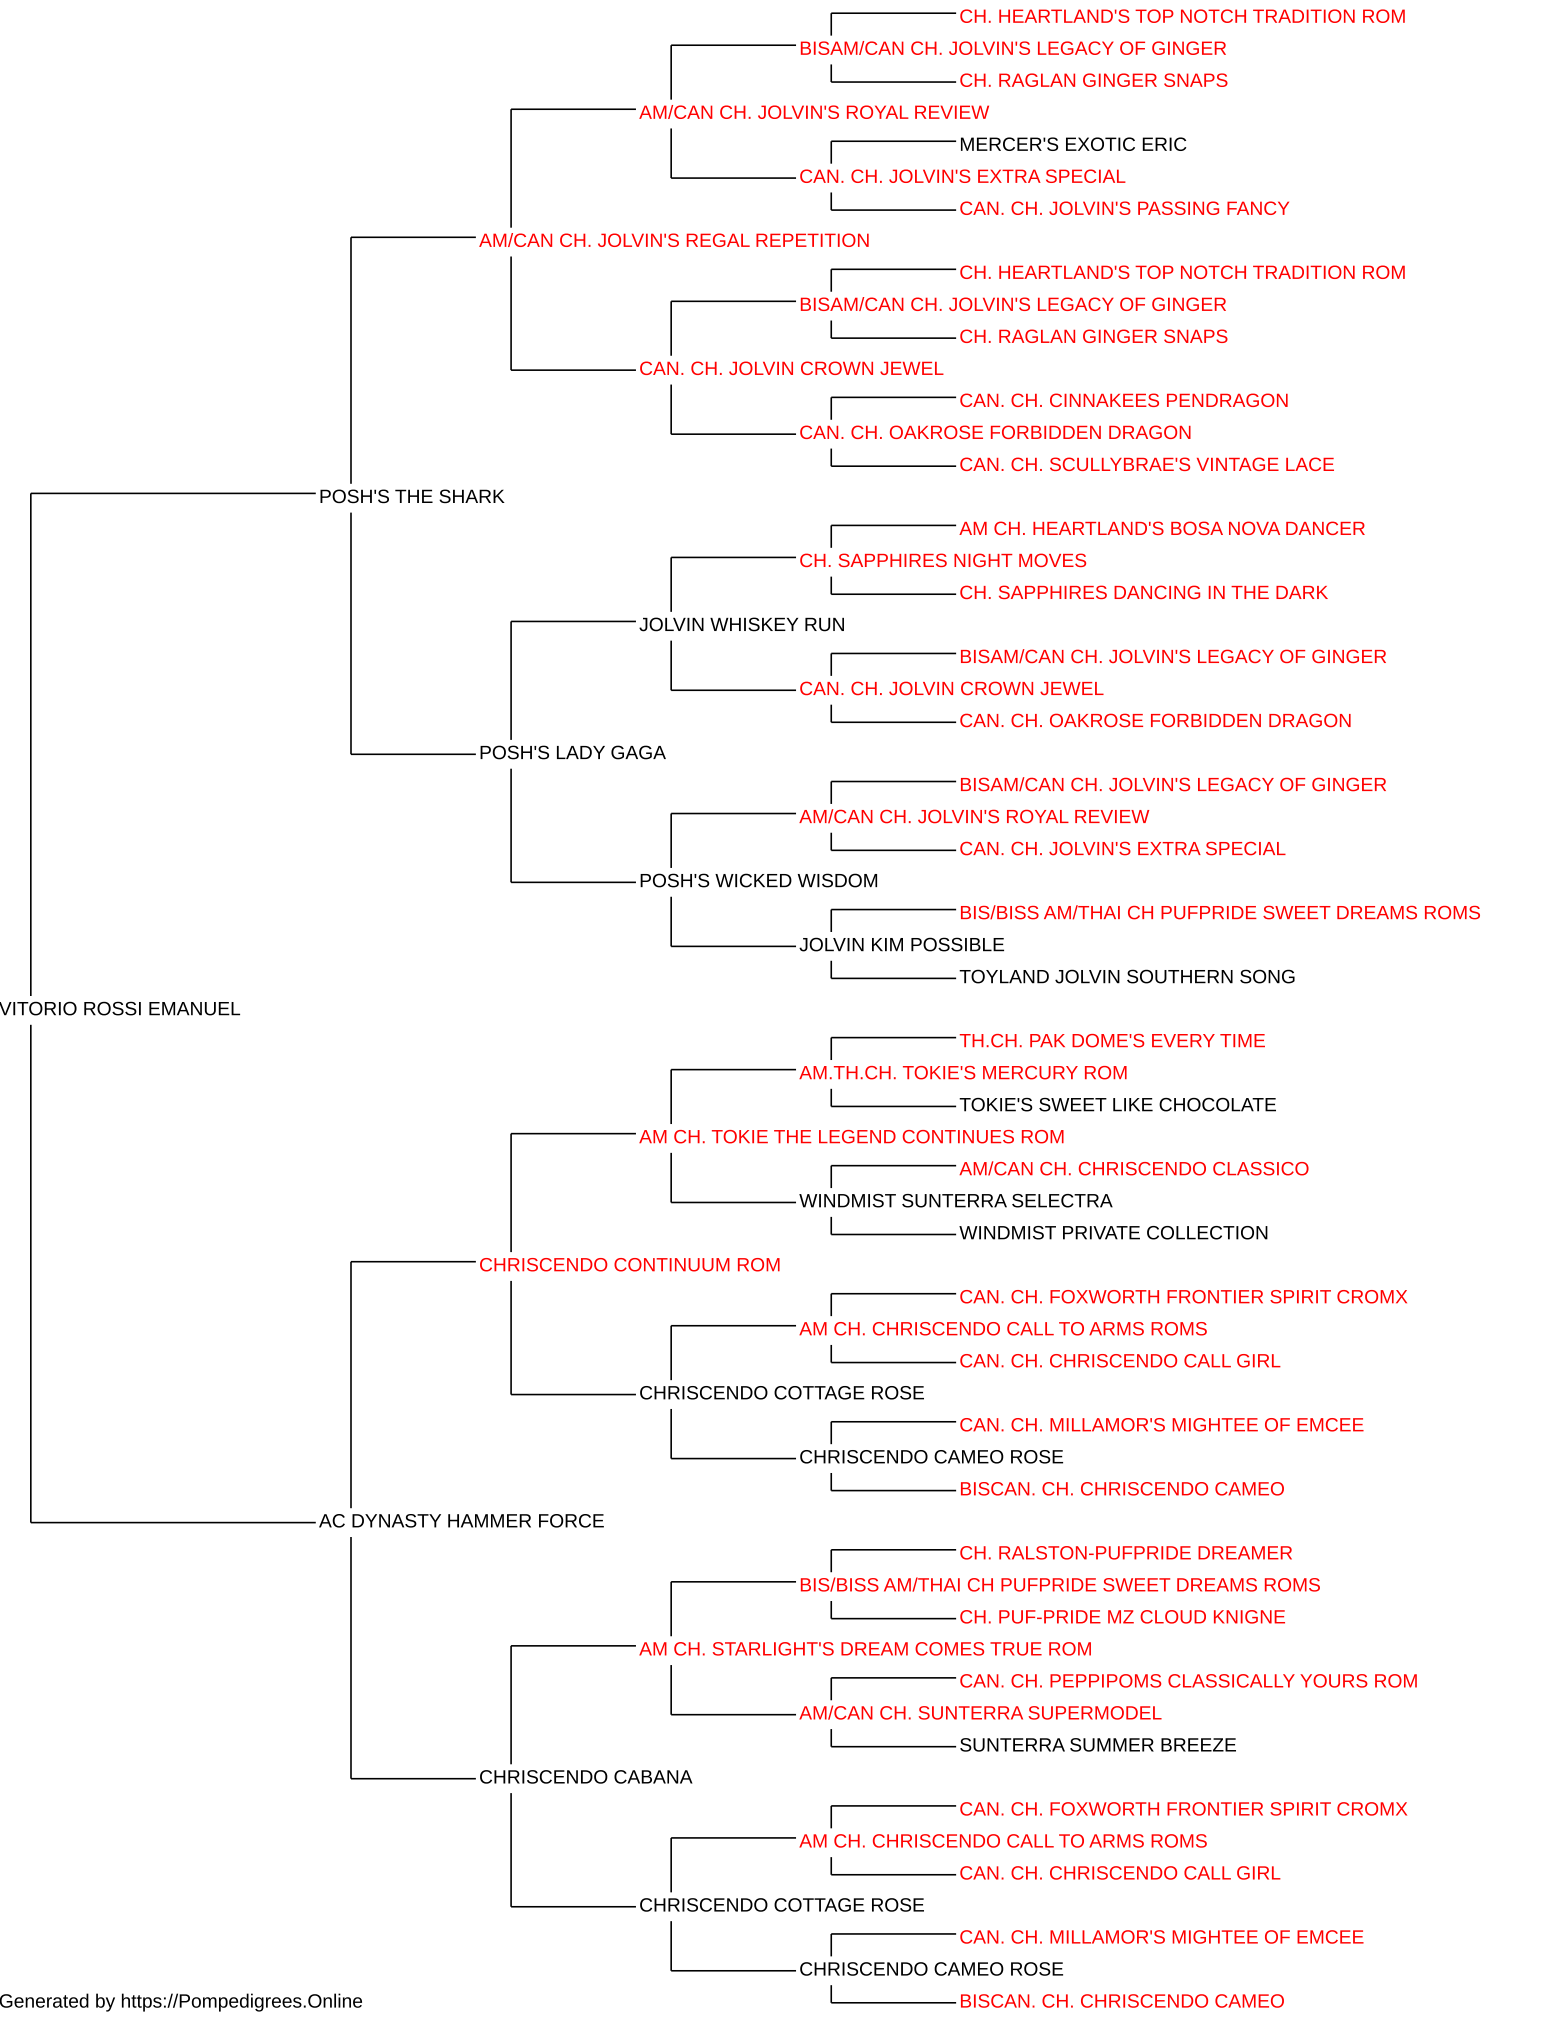 CH. HEARTLAND'S TOP NOTCH TRADITION ROM
BISAM/CAN CH. JOLVIN'S LEGACY OF GINGER
CH. RAGLAN GINGER SNAPS
AM/CAN CH. JOLVIN'S ROYAL REVIEW
MERCER'S EXOTIC ERIC
CAN. CH. JOLVIN'S EXTRA SPECIAL
CAN. CH. JOLVIN'S PASSING FANCY
AM/CAN CH. JOLVIN'S REGAL REPETITION
CH. HEARTLAND'S TOP NOTCH TRADITION ROM
BISAM/CAN CH. JOLVIN'S LEGACY OF GINGER
CH. RAGLAN GINGER SNAPS
CAN. CH. JOLVIN CROWN JEWEL
CAN. CH. CINNAKEES PENDRAGON
CAN. CH. OAKROSE FORBIDDEN DRAGON
CAN. CH. SCULLYBRAE'S VINTAGE LACE
POSH'S THE SHARK
AM CH. HEARTLAND'S BOSA NOVA DANCER
CH. SAPPHIRES NIGHT MOVES
CH. SAPPHIRES DANCING IN THE DARK
JOLVIN WHISKEY RUN
BISAM/CAN CH. JOLVIN'S LEGACY OF GINGER
CAN. CH. JOLVIN CROWN JEWEL
CAN. CH. OAKROSE FORBIDDEN DRAGON
POSH'S LADY GAGA
BISAM/CAN CH. JOLVIN'S LEGACY OF GINGER
AM/CAN CH. JOLVIN'S ROYAL REVIEW
CAN. CH. JOLVIN'S EXTRA SPECIAL
POSH'S WICKED WISDOM
BIS/BISS AM/THAI CH PUFPRIDE SWEET DREAMS ROMS
JOLVIN KIM POSSIBLE
TOYLAND JOLVIN SOUTHERN SONG
VITORIO ROSSI EMANUEL
TH.CH. PAK DOME'S EVERY TIME
AM.TH.CH. TOKIE'S MERCURY ROM
TOKIE'S SWEET LIKE CHOCOLATE
AM CH. TOKIE THE LEGEND CONTINUES ROM
AM/CAN CH. CHRISCENDO CLASSICO
WINDMIST SUNTERRA SELECTRA
WINDMIST PRIVATE COLLECTION
CHRISCENDO CONTINUUM ROM
CAN. CH. FOXWORTH FRONTIER SPIRIT CROMX
AM CH. CHRISCENDO CALL TO ARMS ROMS
CAN. CH. CHRISCENDO CALL GIRL
CHRISCENDO COTTAGE ROSE
CAN. CH. MILLAMOR'S MIGHTEE OF EMCEE
CHRISCENDO CAMEO ROSE
BISCAN. CH. CHRISCENDO CAMEO
AC DYNASTY HAMMER FORCE
CH. RALSTON-PUFPRIDE DREAMER
BIS/BISS AM/THAI CH PUFPRIDE SWEET DREAMS ROMS
CH. PUF-PRIDE MZ CLOUD KNIGNE
AM CH. STARLIGHT'S DREAM COMES TRUE ROM
CAN. CH. PEPPIPOMS CLASSICALLY YOURS ROM
AM/CAN CH. SUNTERRA SUPERMODEL
SUNTERRA SUMMER BREEZE
CHRISCENDO CABANA
CAN. CH. FOXWORTH FRONTIER SPIRIT CROMX
AM CH. CHRISCENDO CALL TO ARMS ROMS
CAN. CH. CHRISCENDO CALL GIRL
CHRISCENDO COTTAGE ROSE
CAN. CH. MILLAMOR'S MIGHTEE OF EMCEE
CHRISCENDO CAMEO ROSE
BISCAN. CH. CHRISCENDO CAMEO
Generated by https://Pompedigrees.Online